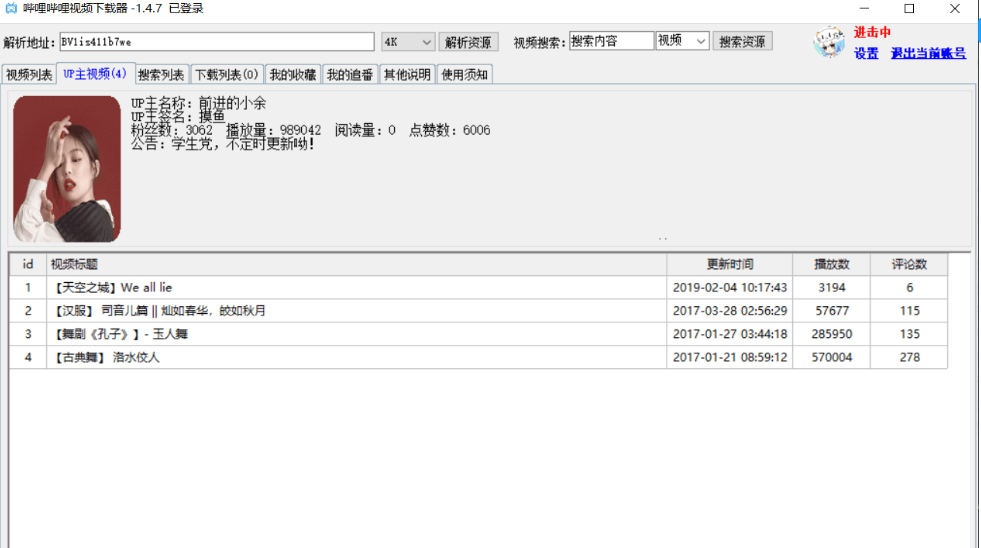 哔哩哔哩视频下载器 -1.4.7 已登录
解析地址: BV1is411b7we 4K 解析资源 视频搜索: 搜索内容 视频 搜索资源 进击中
设置 退出当前账号
视频列表 UP主视频(4) 搜索列表 下载列表(0) 我的收藏 我的追番 其他说明 使用须知
UP主名称: 前进的小余
UP主签名: 摸鱼
粉丝数: 3062 播放量: 989042 阅读量: 0 点赞数: 6006
公告: 学生党, 不定时更新呦!
id 视频标题 更新时间 播放数 评论数
1 【天空之城】We all lie 2019-02-04 10:17:43 3194 6
2 【汉服】 司音儿篇 || 灿如春华，皎如秋月 2017-03-28 02:56:29 57677 115
3 【舞剧《孔子》】- 玉人舞 2017-01-27 03:44:18 285950 135
4 【古典舞】 洛水佼人 2017-01-21 08:59:12 570004 278